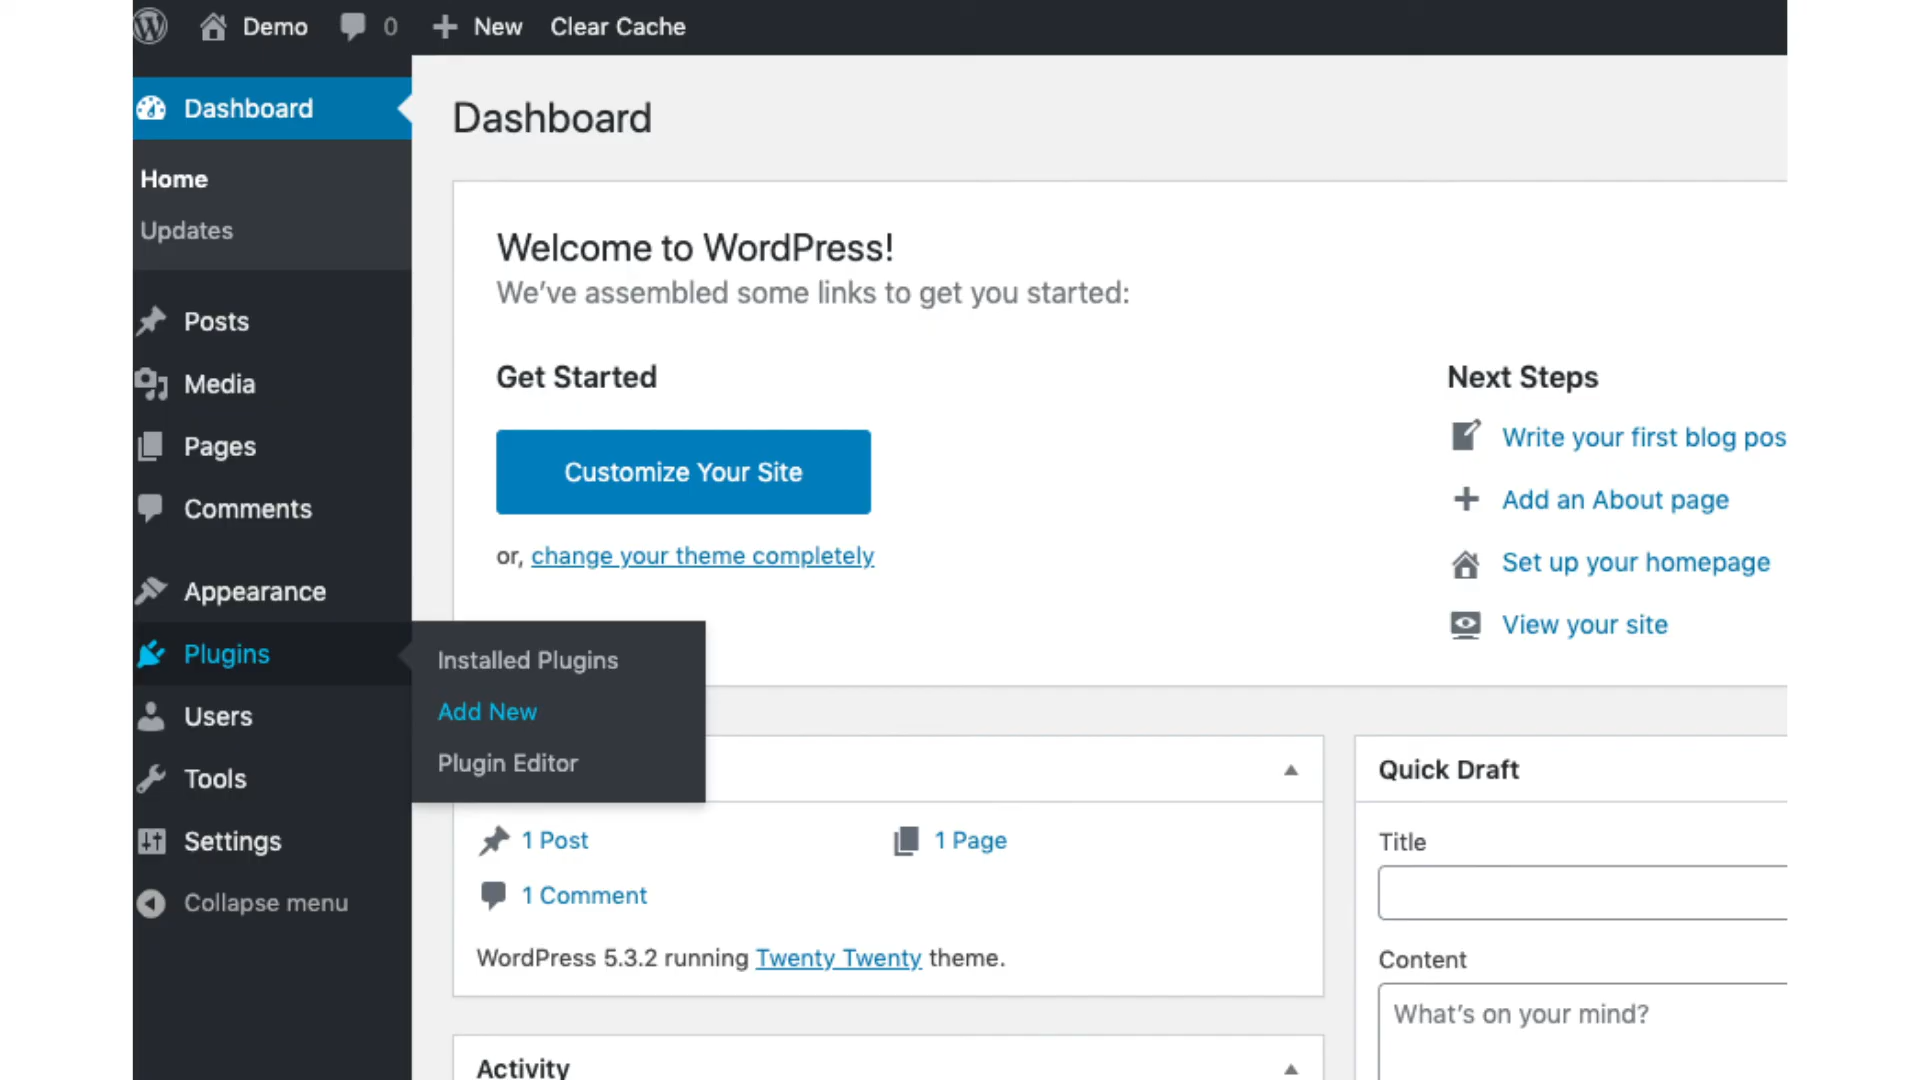 Demo 0 New Clear Cache
Dashboard
Home
Updates
Posts
Media
Pages
Comments
Appearance
Plugins
Users
Tools
Settings
Collapse menu
Installed Plugins
Add New
Plugin Editor
Dashboard
Welcome to WordPress!
We've assembled some links to get you started:
Get Started
Customize Your Site
or, change your theme completely
Next Steps
Write your first blog pos
Add an About page
Set up your homepage
View your site
1 Post
1 Page
1 Comment
WordPress 5.3.2 running Twenty Twenty theme.
Activity
Quick Draft
Title
Content
What's on your mind?